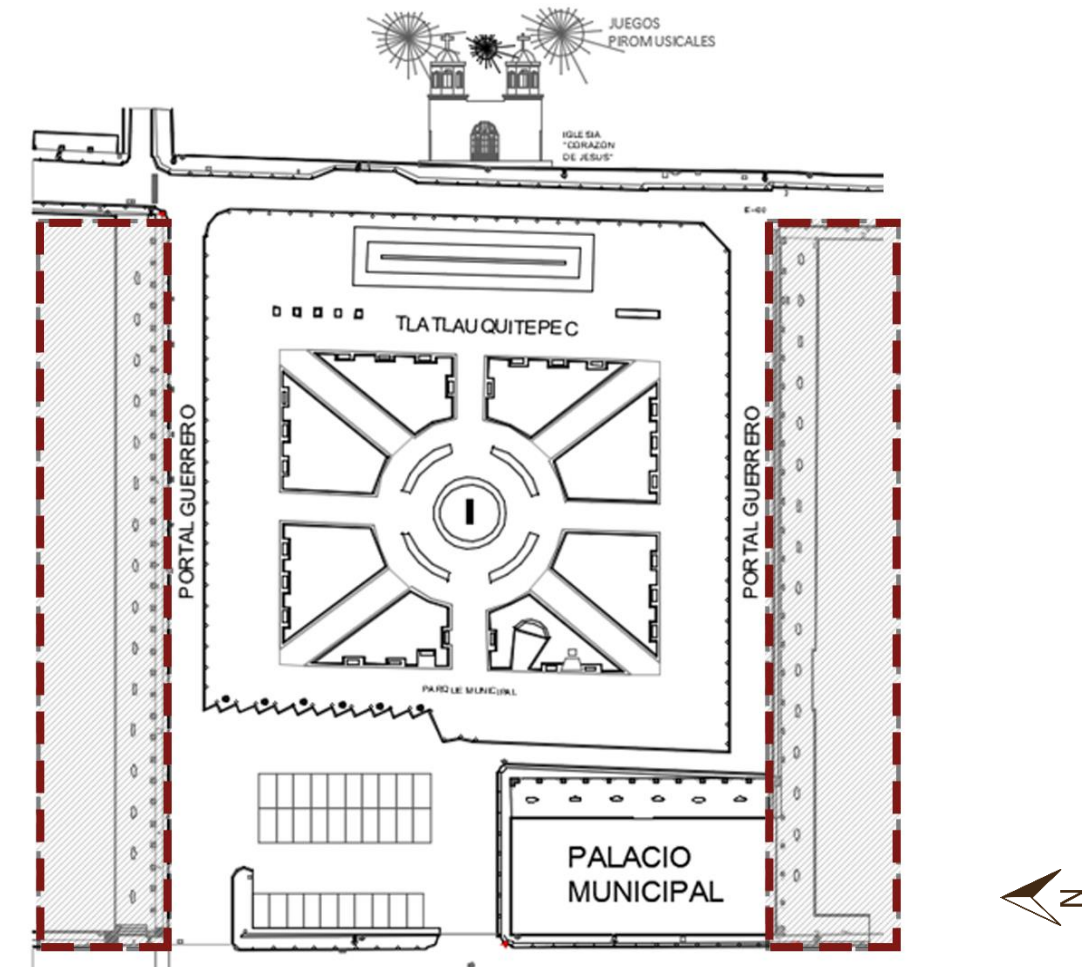 JUEGOS
PIROMUSICALES
IGLESIA
"CORAZON
DE JESUS"
TLATLAUQUITEPEC
PORTAL GUERRERO
PORTAL GUERRERO
PARQUE MUNICIPAL
PALACIO
MUNICIPAL
N